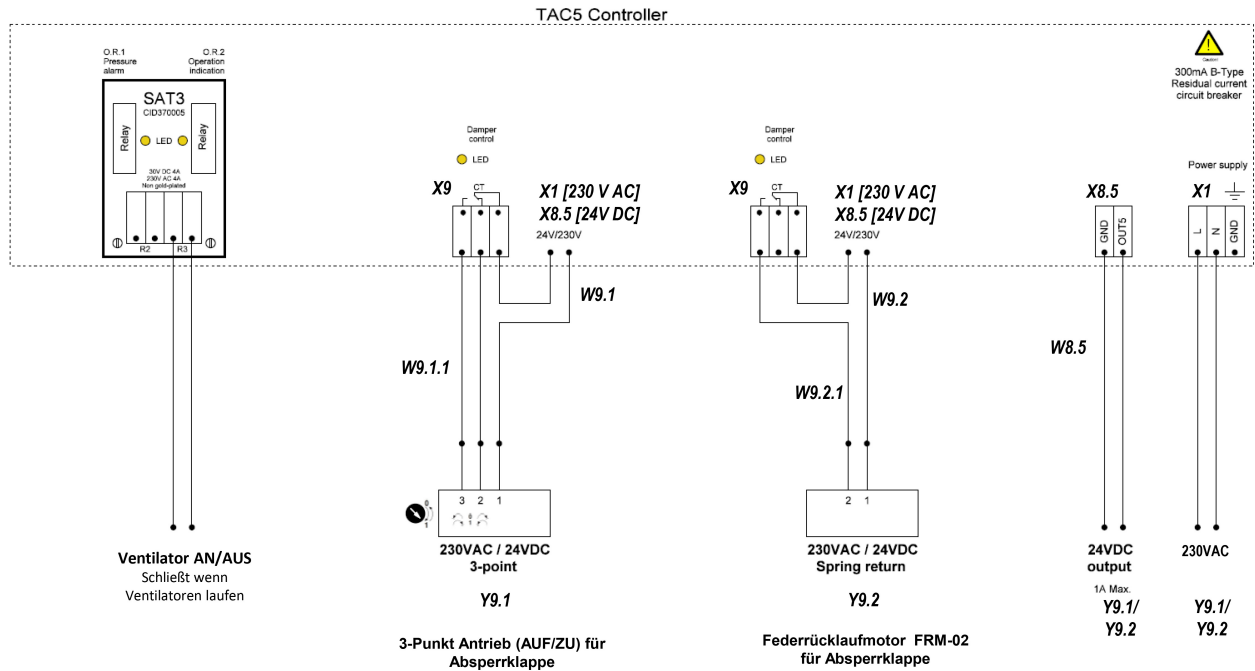 TAC5 Controller
O.R.1
Pressure
alarm
O.R.2
Operation
indication
SAT3
CID370005
Relay
LED
Relay
30V DC 4A
230V AC 4A
Non gold-plated
R2
R3
Ventilator AN/AUS
Schließt wenn
Ventilatoren laufen
Damper
control
LED
X9
CT
X1 [230 V AC]
X8.5 [24V DC]
24V/230V
W9.1
W9.1.1
3 2 1
0
1
0
1
230VAC / 24VDC
3-point
Y9.1
3-Punkt Antrieb (AUF/ZU) für
Absperrklappe
Damper
control
LED
X9
CT
X1 [230 V AC]
X8.5 [24V DC]
24V/230V
W9.2
W9.2.1
2 1
230VAC / 24VDC
Spring return
Y9.2
Federrücklaufmotor FRM-02
für Absperrklappe
Caution!
300mA B-Type
Residual current
circuit breaker
X8.5
GND
OUT5
W8.5
24VDC
output
1A Max.
Y9.1/
Y9.2
Power supply
X1
L
N
GND
230VAC
Y9.1/
Y9.2